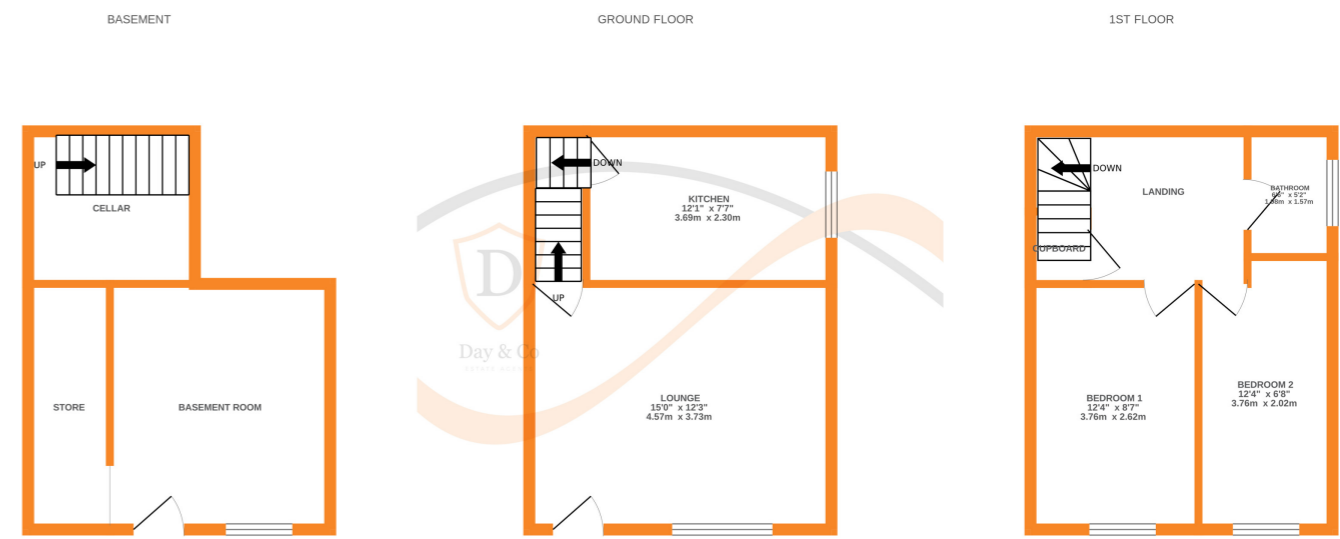 BASEMENT
GROUND FLOOR
1ST FLOOR
UP
CELLAR
STORE
BASEMENT ROOM
DOWN
KITCHEN
12'1" x 7'7"
3.69m x 2.30m
UP
D
Day & Co
LOUNGE
15'0" x 12'3"
4.57m x 3.73m
DOWN
LANDING
BATHROOM
CUPBOARD
BEDROOM 1
12'4" x 8'7"
3.76m x 2.62m
BEDROOM 2
12'4" x 6'8"
3.76m x 2.02m